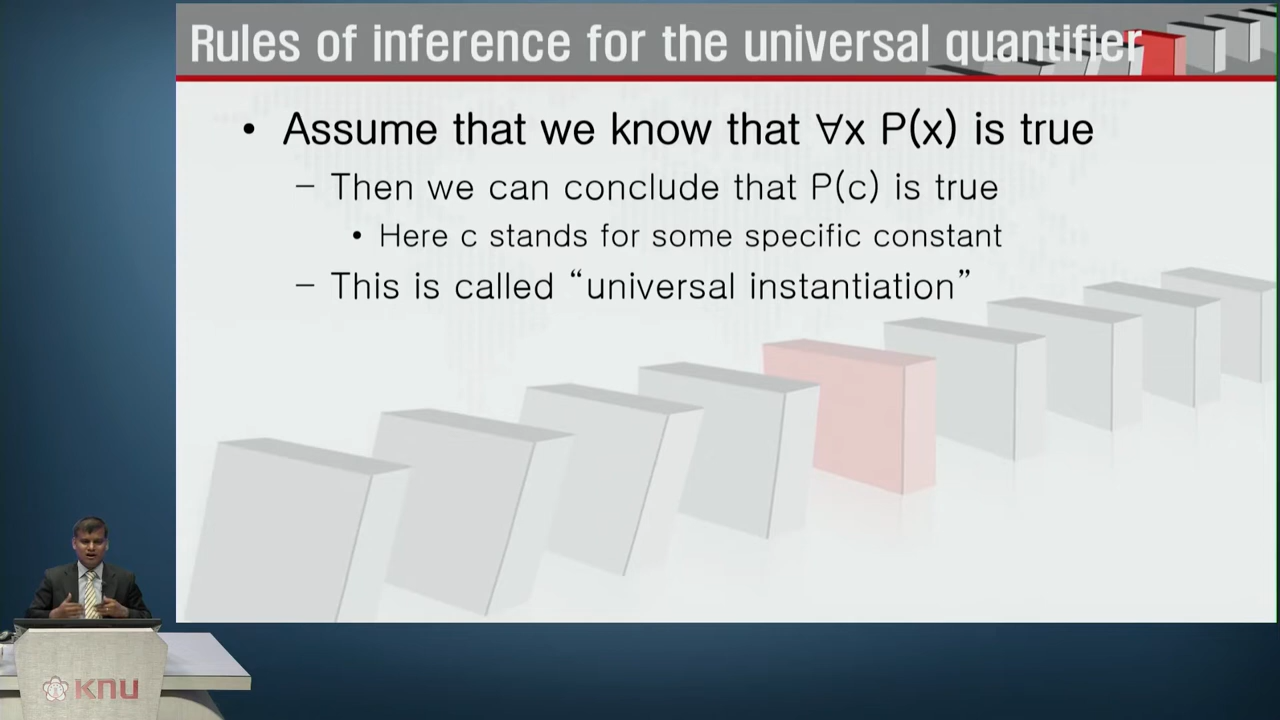 Rules of inference for the universal quantifier
• Assume that we know that ∀x P(x) is true
– Then we can conclude that P(c) is true
• Here c stands for some specific constant
– This is called “universal instantiation”
KNU